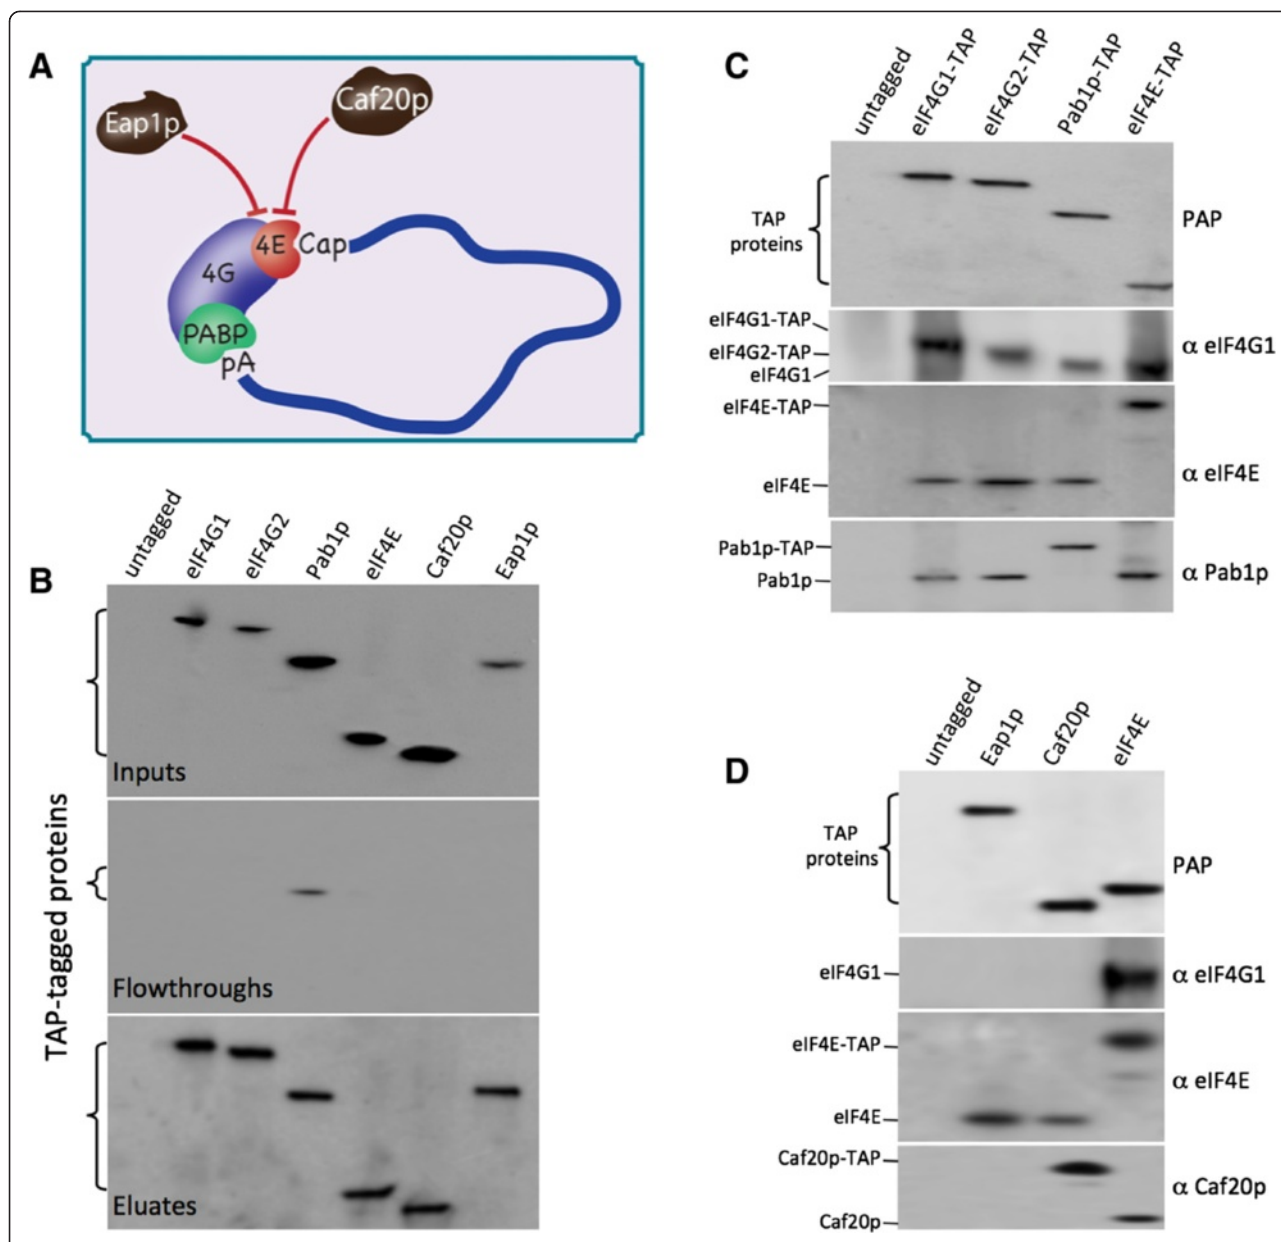 A
Eap1p
Caf20p
4E
Cap
4G
PABP
pA
B
untagged
eIF4G1
eIF4G2
Pab1p
eIF4E
Caf20p
Eap1p
TAP-tagged proteins
Inputs
Flowthroughs
Eluates
C
untagged
eIF4G1-TAP
eIF4G2-TAP
Pab1p-TAP
eIF4E-TAP
TAP
proteins
PAP
eIF4G1-TAP
eIF4G2-TAP
eIF4G1
α eIF4G1
eIF4E-TAP
eIF4E
α eIF4E
Pab1p-TAP
Pab1p
α Pab1p
D
untagged
Eap1p
Caf20p
eIF4E
TAP
proteins
PAP
eIF4G1
α eIF4G1
eIF4E-TAP
eIF4E
α eIF4E
Caf20p-TAP
Caf20p
α Caf20p